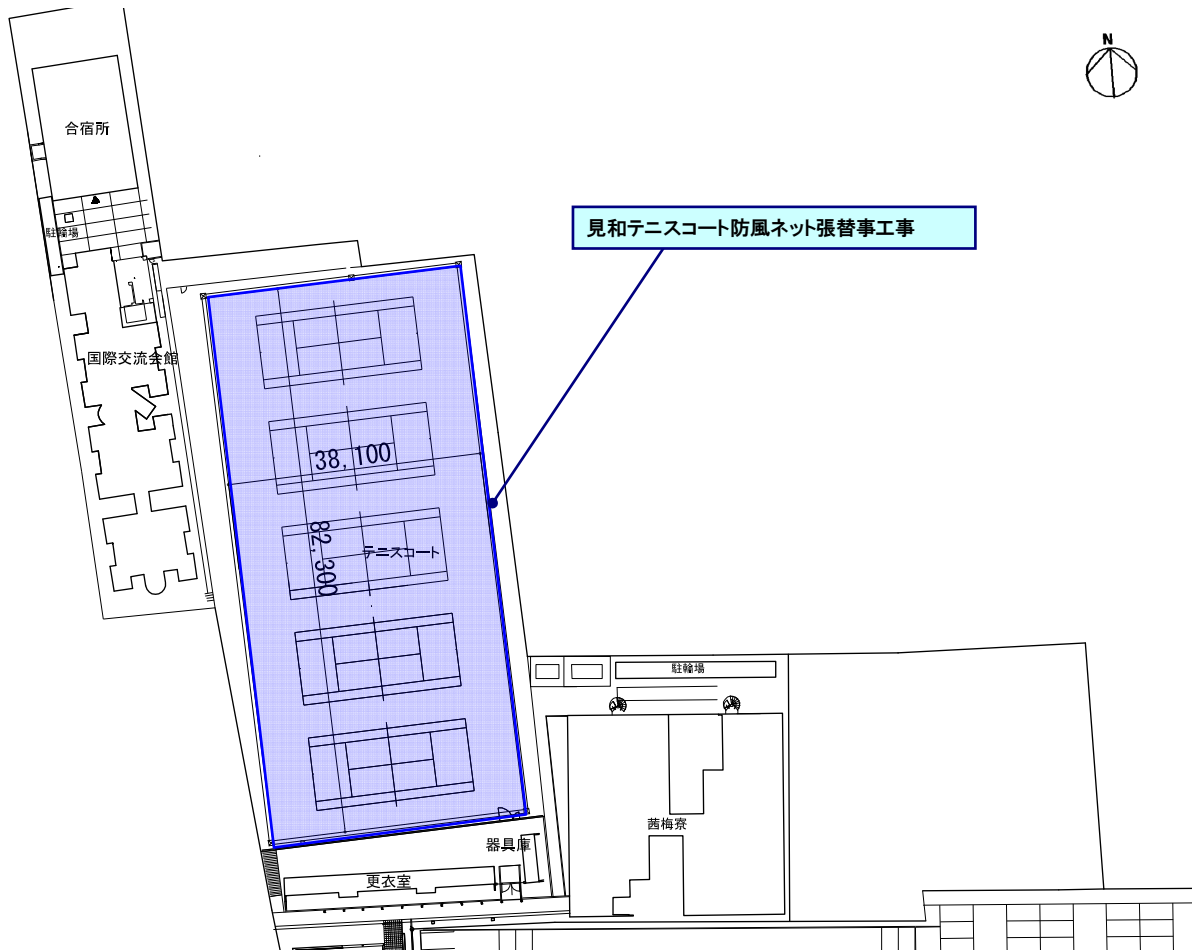 N
合宿所
駐輪場
見和テニスコート防風ネット張替事工事
国際交流会館
38,100
82,300
テニスコート
駐輪場
茜梅寮
器具庫
更衣室